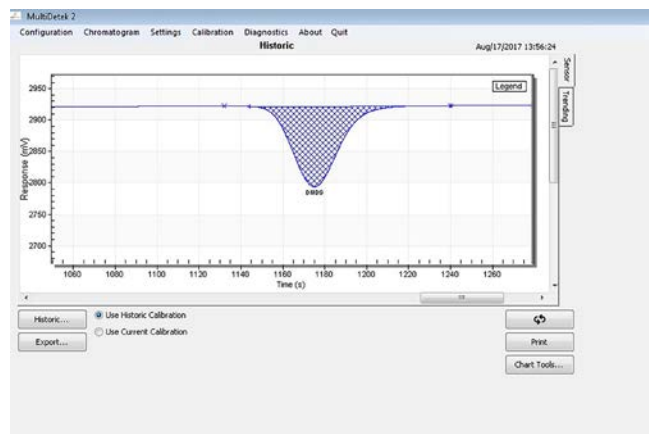 MultiDetek 2
Configuration Chromatogram Settings Calibration Diagnostics About Quit
Historic
Aug/17/2017 13:56:24
Sensor
Trending
Legend
2950
2900
2850
2800
2750
2700
Response (mV)
DMDS
1060 1080 1100 1120 1140 1160 1180 1200 1220 1240 1260
Time (s)
Historic...
Use Historic Calibration
Export...
Use Current Calibration
Print
Chart Tools...